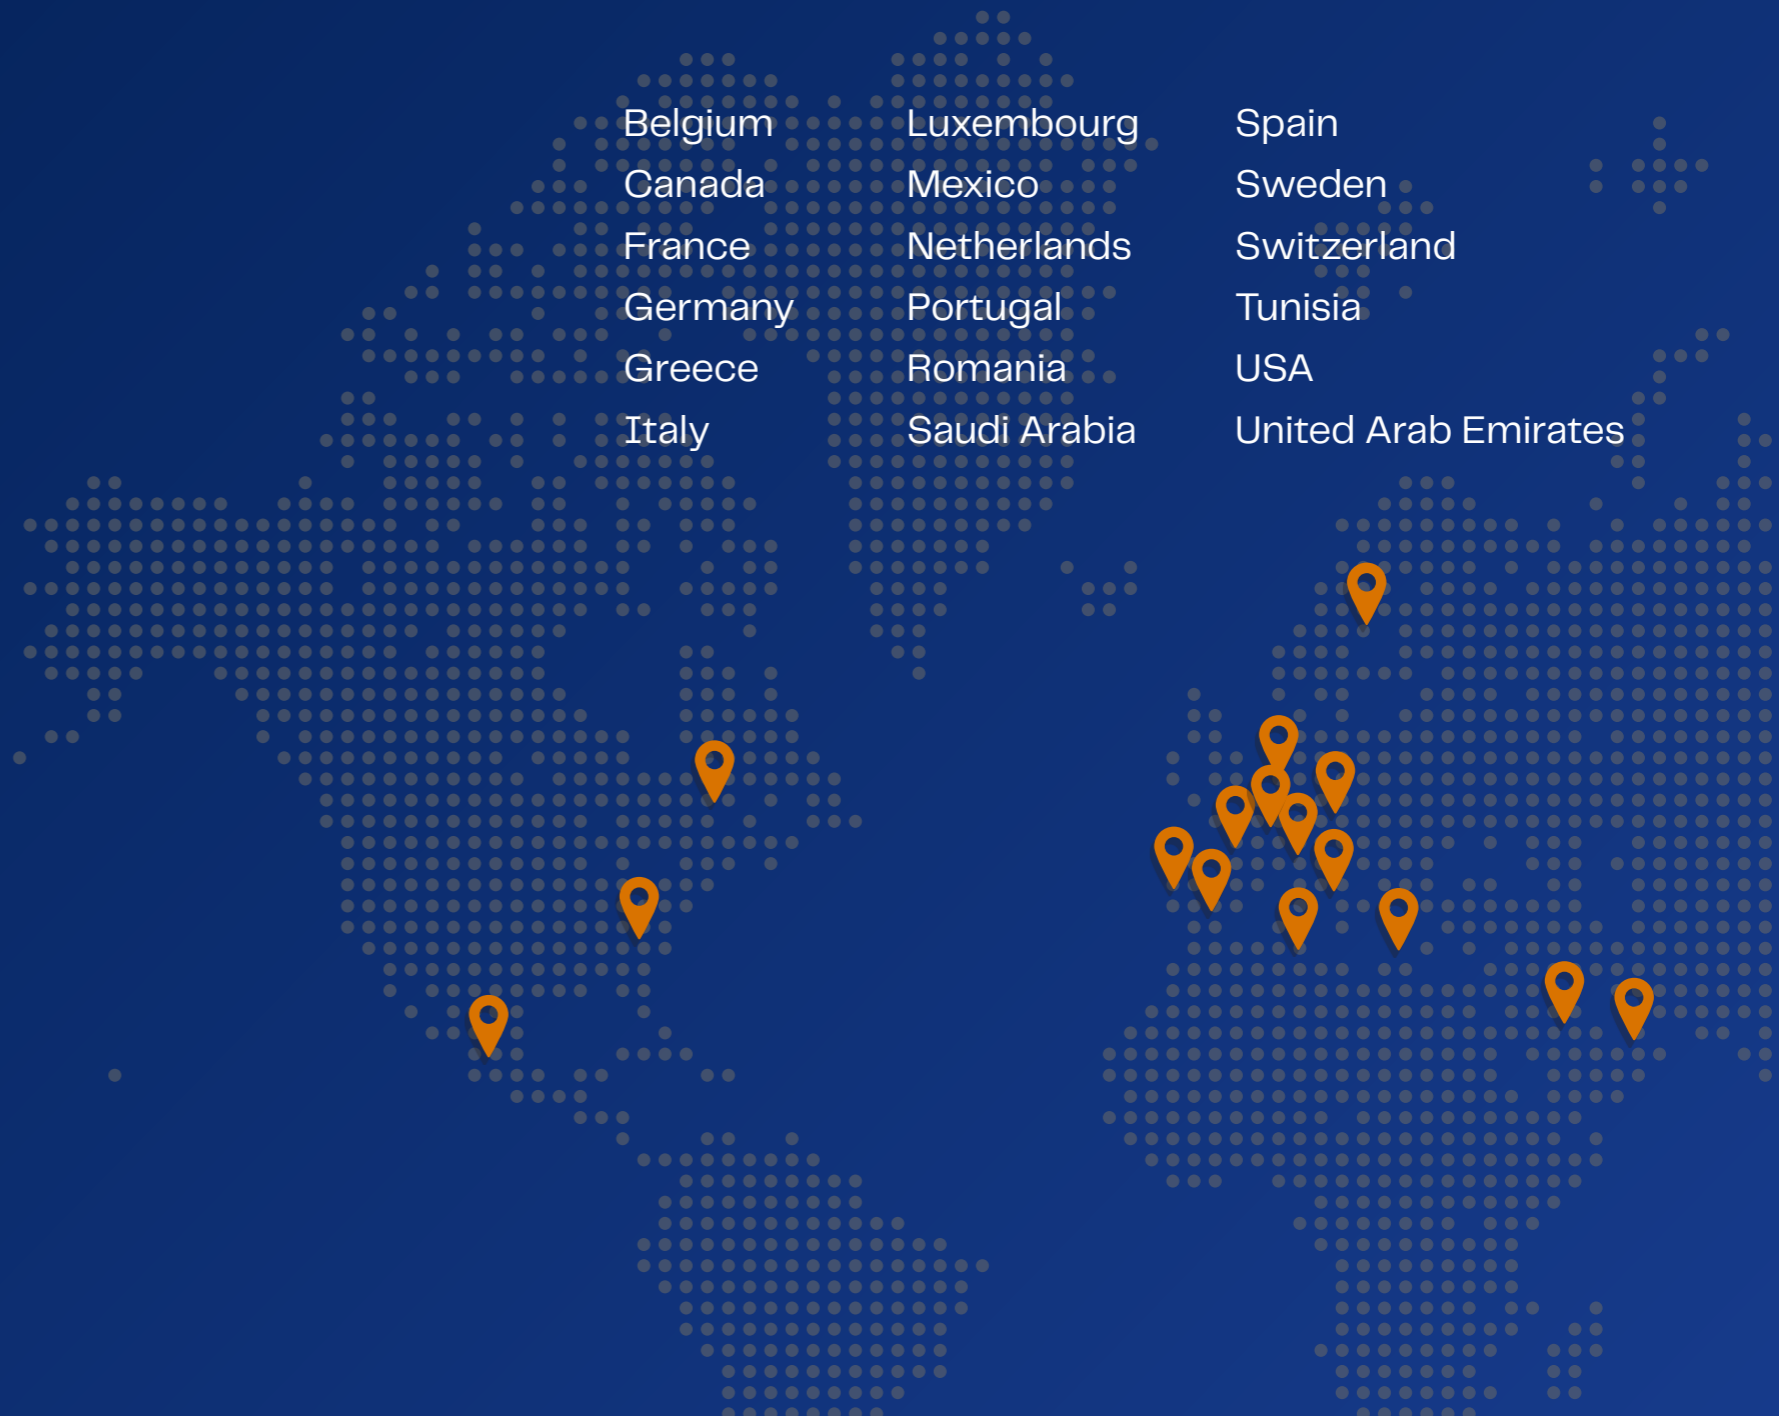 Belgium
Canada
France
Germany
Greece
Italy
Luxembourg
Mexico
Netherlands
Portugal
Romania
Saudi Arabia
Spain
Sweden
Switzerland
Tunisia
USA
United Arab Emirates